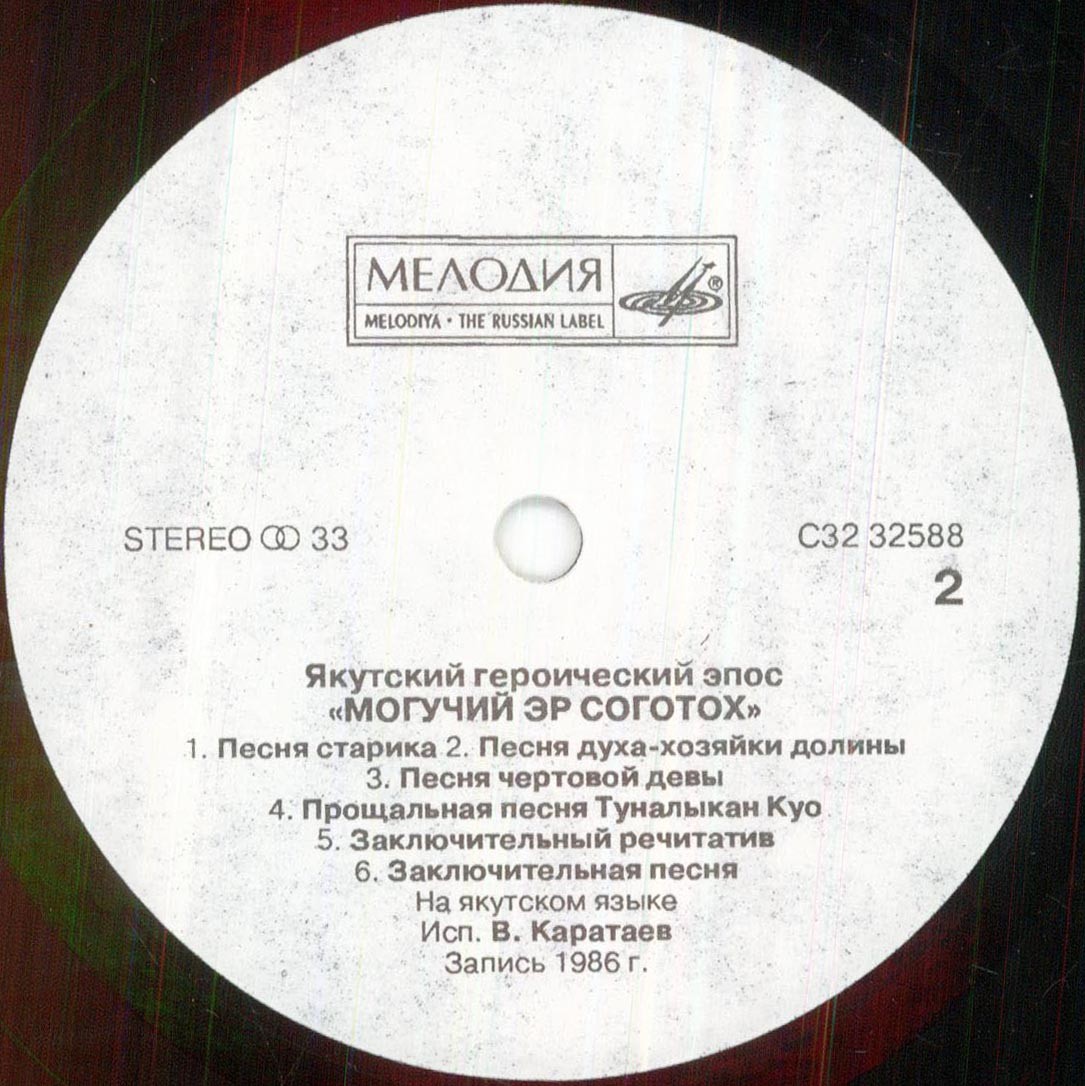 МЕЛОДИЯ
MELODIYA · THE RUSSIAN LABEL
®
STEREO 33
С32 32588
2
Якутский героический эпос
«МОГУЧИЙ ЭР СОГОТОХ»
1. Песня старика 2. Песня духа-хозяйки долины
3. Песня чертовой девы
4. Прощальная песня Туналыкан Куо
5. Заключительный речитатив
6. Заключительная песня
На якутском языке
Исп. В. Каратаев
Запись 1986 г.